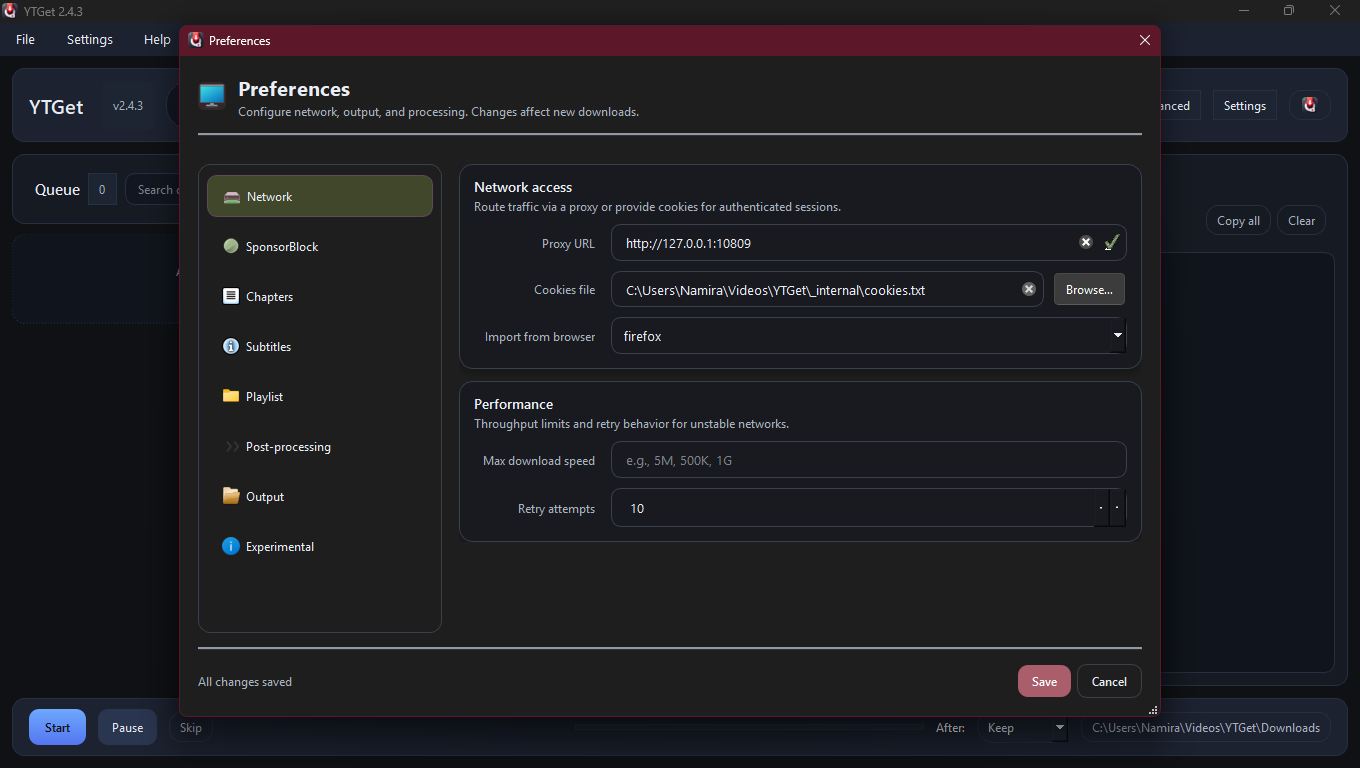 YTGet 2.4.3
File Settings Help
Preferences
Preferences
Configure network, output, and processing. Changes affect new downloads.
YTGet v2.4.3
Settings
Queue 0 Search
Copy all Clear
Network
SponsorBlock
Chapters
Subtitles
Playlist
Post-processing
Output
Experimental
Network access
Route traffic via a proxy or provide cookies for authenticated sessions.
Proxy URL http://127.0.0.1:10809
Cookies file C:\Users\Namira\Videos\YTGet\_internal\cookies.txt Browse...
Import from browser firefox
Performance
Throughput limits and retry behavior for unstable networks.
Max download speed e.g., 5M, 500K, 1G
Retry attempts 10
All changes saved
Save Cancel
Start Pause Skip
After: Keep C:\Users\Namira\Videos\YTGet\Downloads